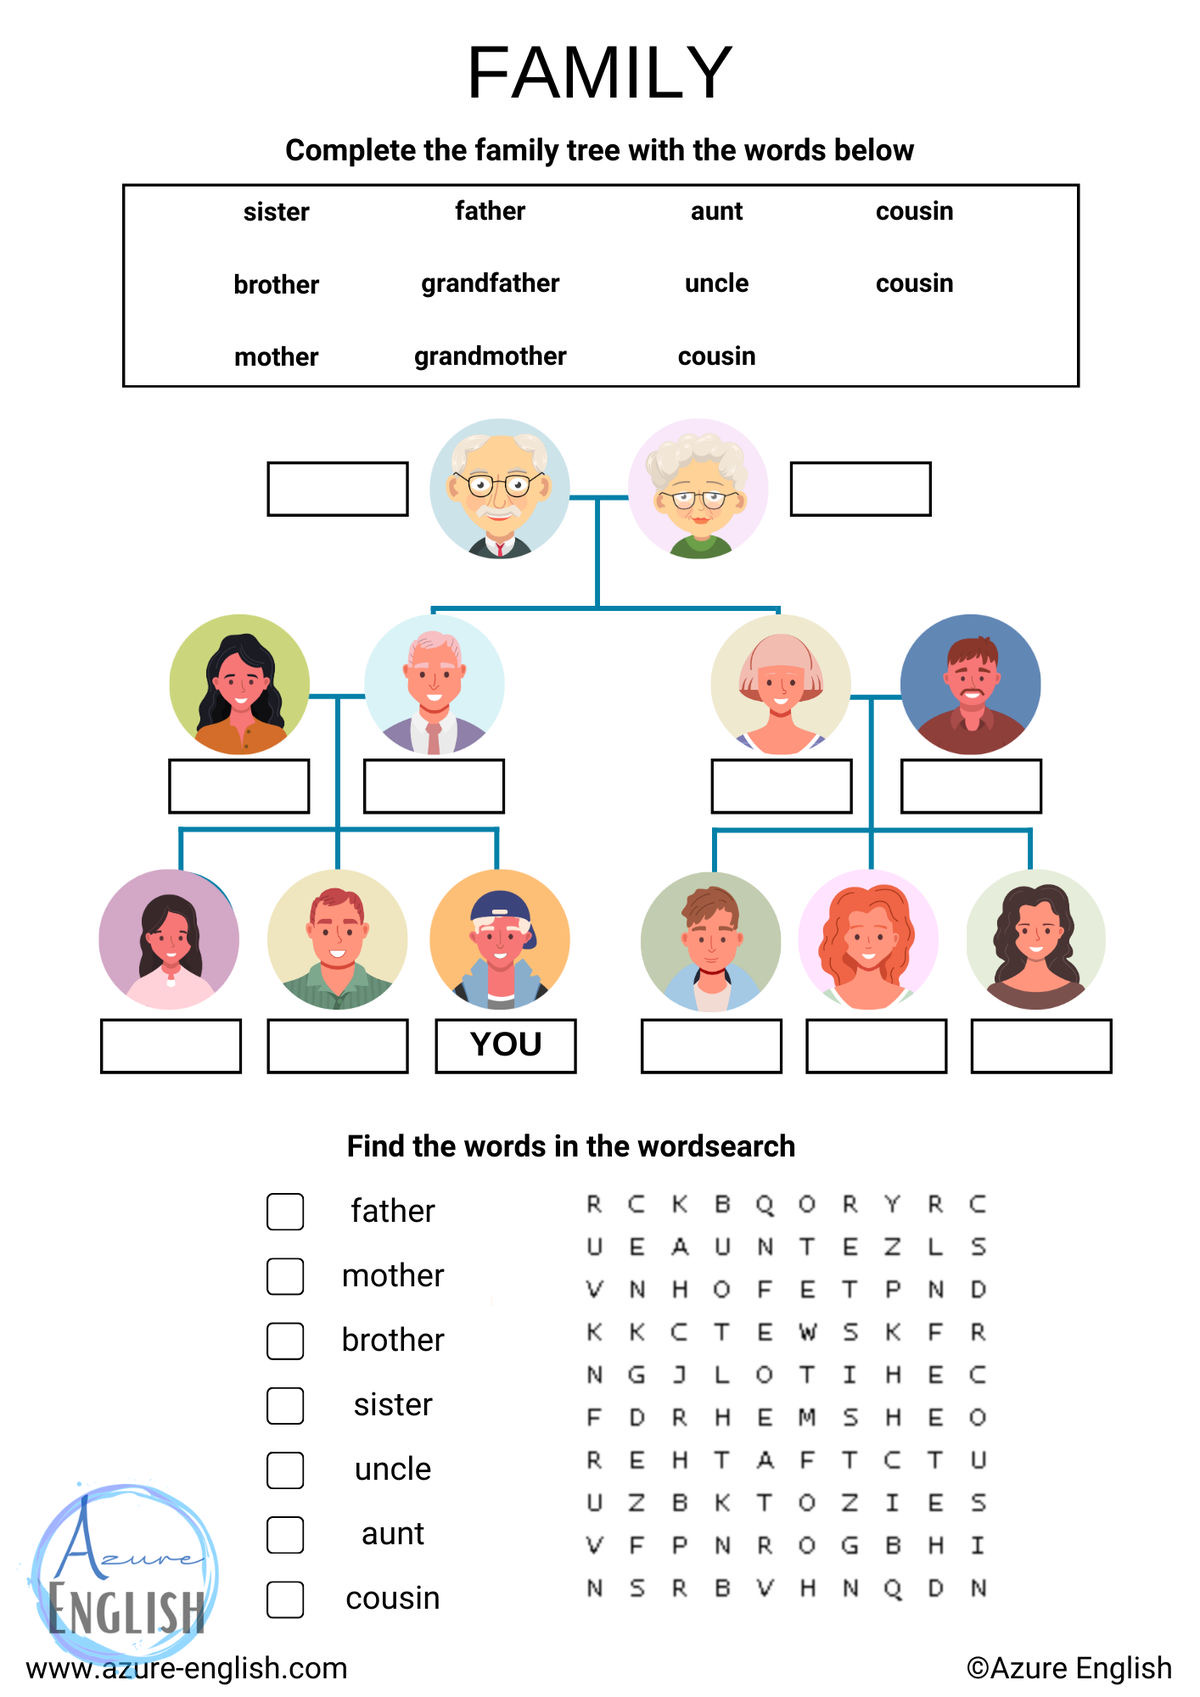 FAMILY
Complete the family tree with the words below
sister father aunt cousin
brother grandfather uncle cousin
mother grandmother cousin
YOU
Find the words in the wordsearch
father
mother
brother
sister
uncle
aunt
cousin
R C K B Q O R Y R C
U E A U N T E Z L S
V N H O F E T P N D
K K C T E W S K F R
N G J L O T I H E C
F D R H E M S H E O
R E H T A F T C T U
U Z B K T O Z I E S
V F P N R O G B H I
N S R B V H N Q D N
Azure
ENGLISH
www.azure-english.com
©Azure English